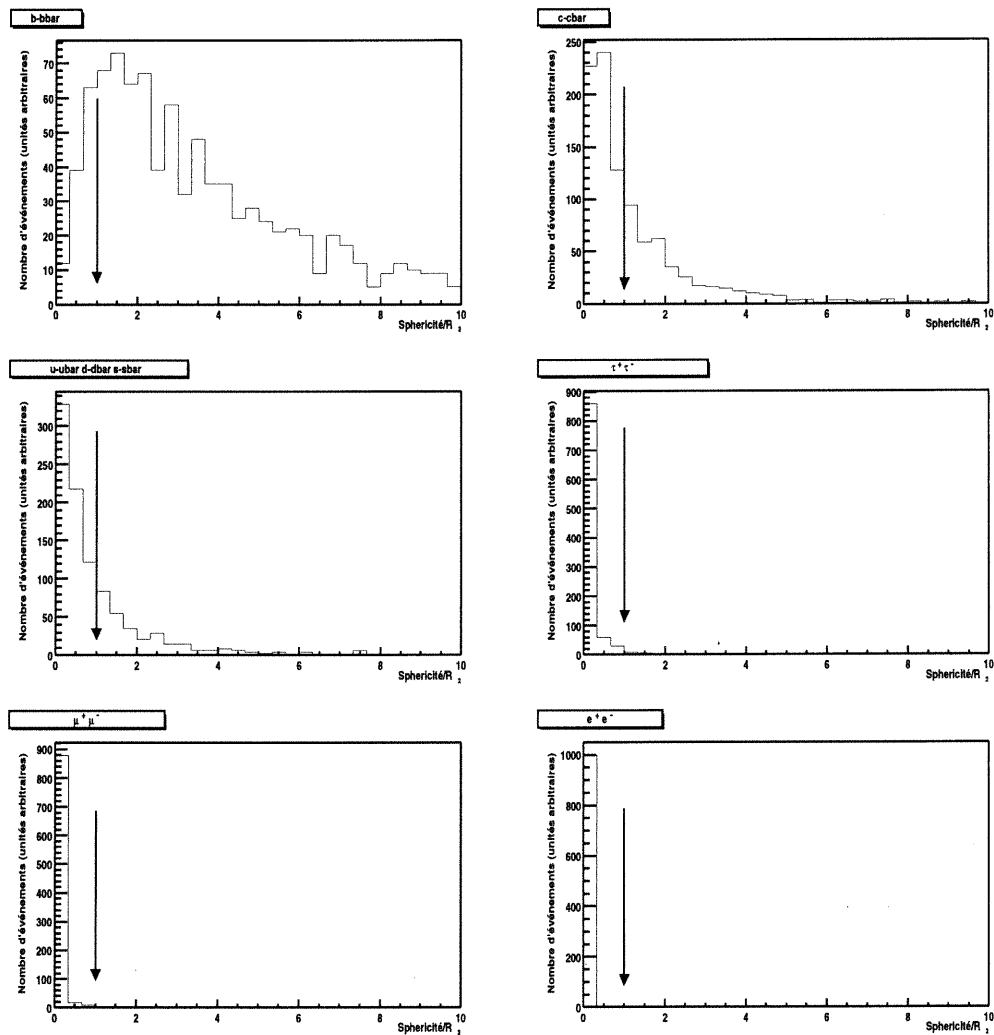 b-bbar
Nombre d'événements (unités arbitraires)
70
60
50
40
30
20
10
0
0 2 4 6 8 10
Sphericité/R 2
c-cbar
Nombre d'événements (unités arbitraires)
250
200
150
100
50
0
0 2 4 6 8 10
Sphericité/R 2
u-ubar d-dbar s-sbar
Nombre d'événements (unités arbitraires)
300
250
200
150
100
50
0
0 2 4 6 8 10
Sphericité/R 2
τ+τ-
Nombre d'événements (unités arbitraires)
900
800
700
600
500
400
300
200
100
0
0 2 4 6 8 10
Sphericité/R 2
μ+μ-
Nombre d'événements (unités arbitraires)
900
800
700
600
500
400
300
200
100
0
0 2 4 6 8 10
Sphericité/R 2
e+e-
Nombre d'événements (unités arbitraires)
1000
800
600
400
200
0
0 2 4 6 8 10
Sphericité/R 2